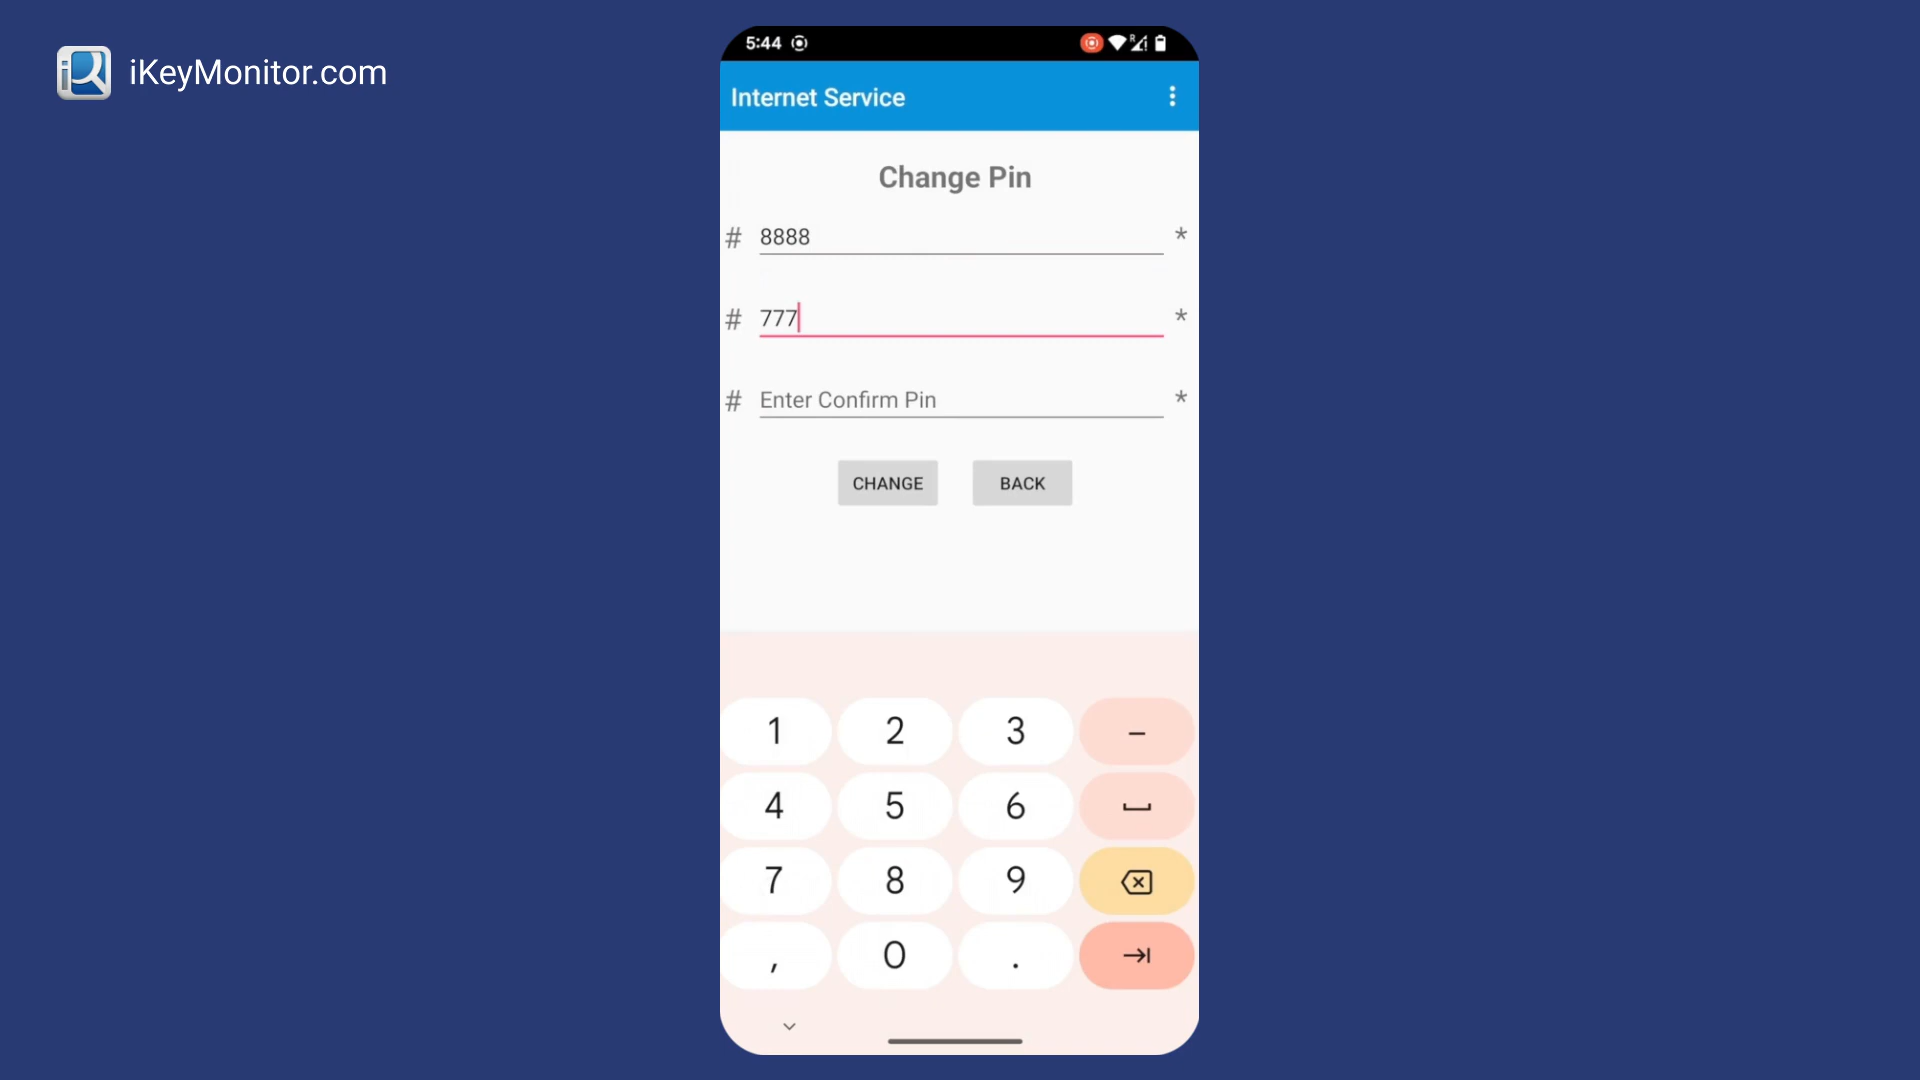 iKeyMonitor.com
5:44
Internet Service
Change Pin
# 8888 *
# 777 *
# Enter Confirm Pin *
CHANGE BACK
1 2 3 –
4 5 6
7 8 9
, 0 .